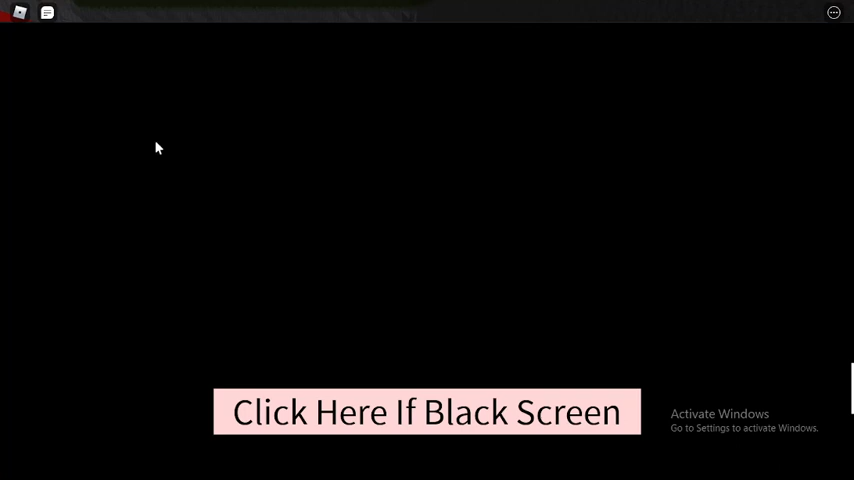 Click Here If Black Screen
Activate Windows
Go to Settings to activate Windows.